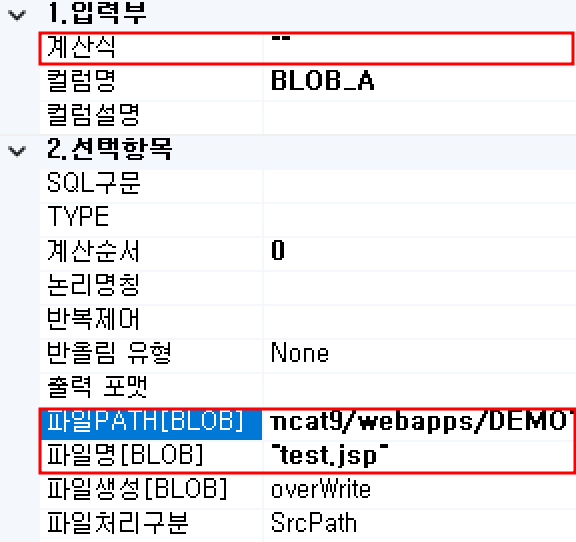 1.입력부
계산식 ""
컬럼명 BLOB_A
컬럼설명
2.선택항목
SQL구문
TYPE
계산순서 0
논리명칭
반복제어
반올림 유형 None
출력 포맷
파일PATH[BLOB] ncat9/webapps/DEMO
파일명[BLOB] "test.jsp"
파일생성[BLOB] overWrite
파일처리구분 SrcPath